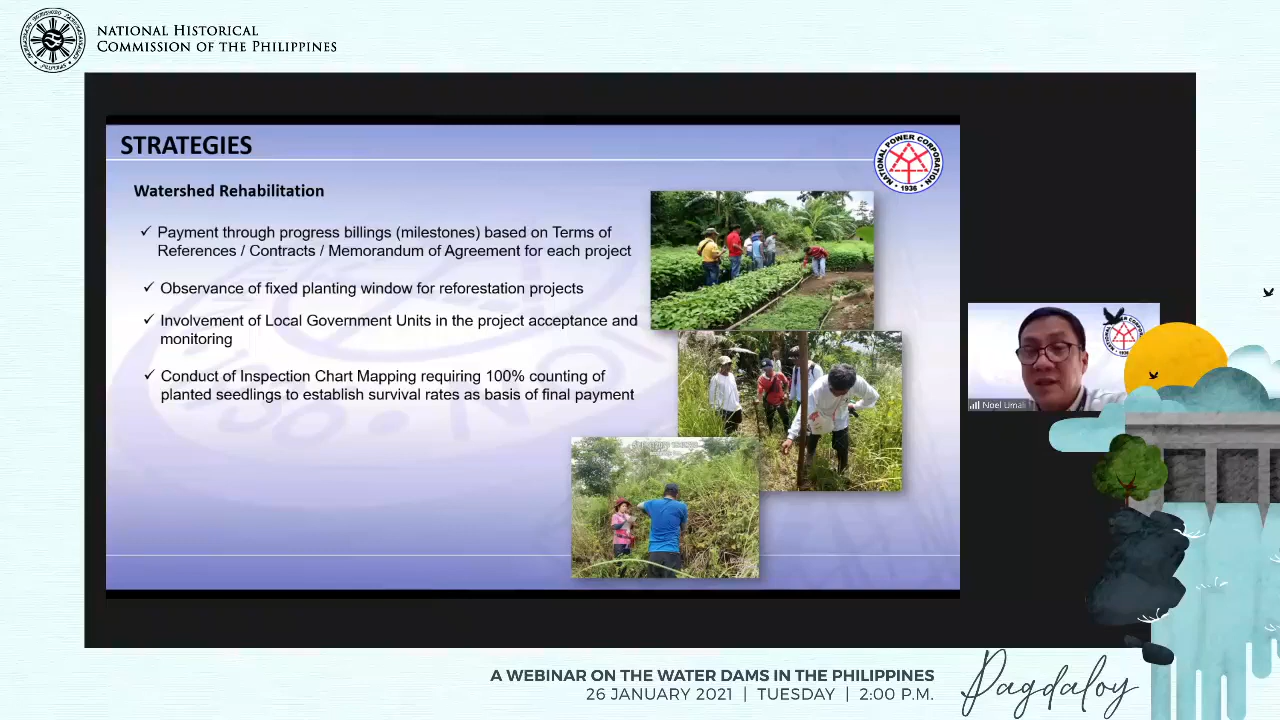 NATIONAL HISTORICAL
COMMISSION OF THE PHILIPPINES
STRATEGIES
NATIONAL POWER CORPORATION
• 1936 •
Watershed Rehabilitation
✓ Payment through progress billings (milestones) based on Terms of
References / Contracts / Memorandum of Agreement for each project
✓ Observance of fixed planting window for reforestation projects
✓ Involvement of Local Government Units in the project acceptance and
monitoring
✓ Conduct of Inspection Chart Mapping requiring 100% counting of
planted seedlings to establish survival rates as basis of final payment
Noel Umali
A WEBINAR ON THE WATER DAMS IN THE PHILIPPINES
26 JANUARY 2021 | TUESDAY | 2:00 P.M.
Pagdaloy